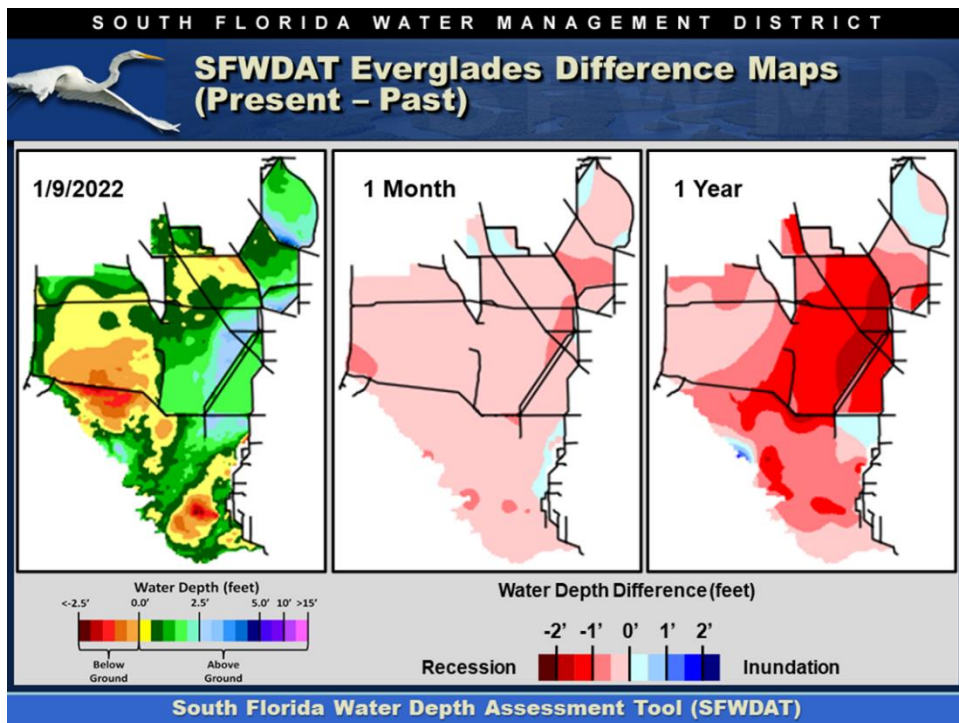 SOUTH FLORIDA WATER MANAGEMENT DISTRICT
SFWDAT Everglades Difference Maps
(Present – Past)
SFWMD
1/9/2022
1 Month
1 Year
Water Depth (feet)
<-2.5' 0.0' 2.5' 5.0' 10' >15'
Below
Ground
Above
Ground
Water Depth Difference (feet)
-2' -1' 0' 1' 2'
Recession
Inundation
South Florida Water Depth Assessment Tool (SFWDAT)